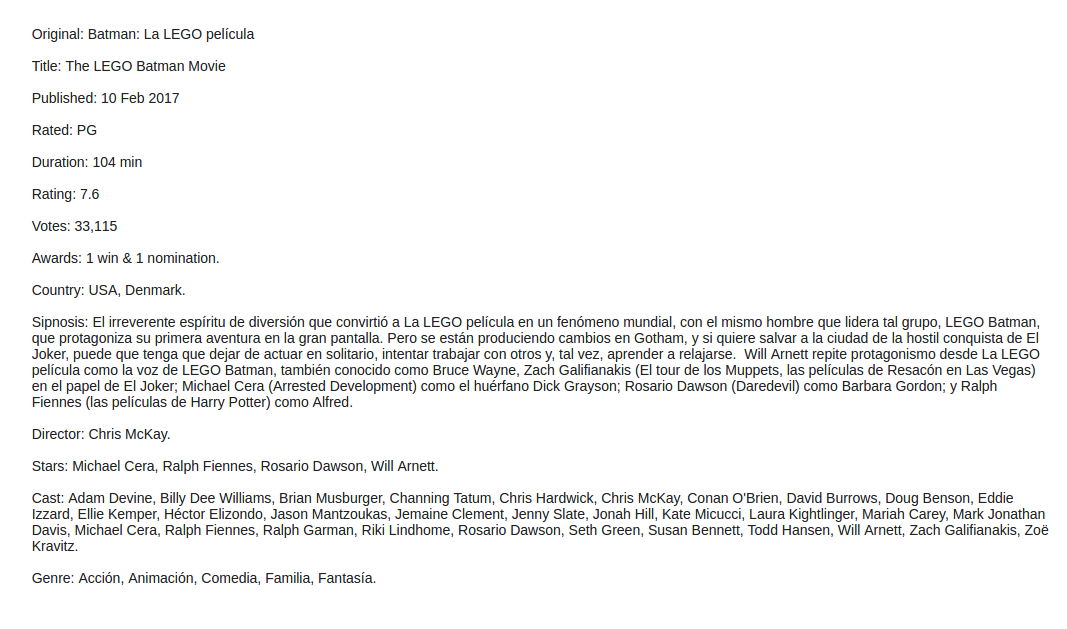 Original: Batman: La LEGO película
Title: The LEGO Batman Movie
Published: 10 Feb 2017
Rated: PG
Duration: 104 min
Rating: 7.6
Votes: 33,115
Awards: 1 win & 1 nomination.
Country: USA, Denmark.
Sipnosis: El irreverente espíritu de diversión que convirtió a La LEGO película en un fenómeno mundial, con el mismo hombre que lidera tal grupo, LEGO Batman,
que protagoniza su primera aventura en la gran pantalla. Pero se están produciendo cambios en Gotham, y si quiere salvar a la ciudad de la hostil conquista de El
Joker, puede que tenga que dejar de actuar en solitario, intentar trabajar con otros y, tal vez, aprender a relajarse.  Will Arnett repite protagonismo desde La LEGO
película como la voz de LEGO Batman, también conocido como Bruce Wayne, Zach Galifianakis (El tour de los Muppets, las películas de Resacón en Las Vegas)
en el papel de El Joker; Michael Cera (Arrested Development) como el huérfano Dick Grayson; Rosario Dawson (Daredevil) como Barbara Gordon; y Ralph
Fiennes (las películas de Harry Potter) como Alfred.
Director: Chris McKay.
Stars: Michael Cera, Ralph Fiennes, Rosario Dawson, Will Arnett.
Cast: Adam Devine, Billy Dee Williams, Brian Musburger, Channing Tatum, Chris Hardwick, Chris McKay, Conan O'Brien, David Burrows, Doug Benson, Eddie
Izzard, Ellie Kemper, Héctor Elizondo, Jason Mantzoukas, Jemaine Clement, Jenny Slate, Jonah Hill, Kate Micucci, Laura Kightlinger, Mariah Carey, Mark Jonathan
Davis, Michael Cera, Ralph Fiennes, Ralph Garman, Riki Lindhome, Rosario Dawson, Seth Green, Susan Bennett, Todd Hansen, Will Arnett, Zach Galifianakis, Zoë
Kravitz.
Genre: Acción, Animación, Comedia, Familia, Fantasía.